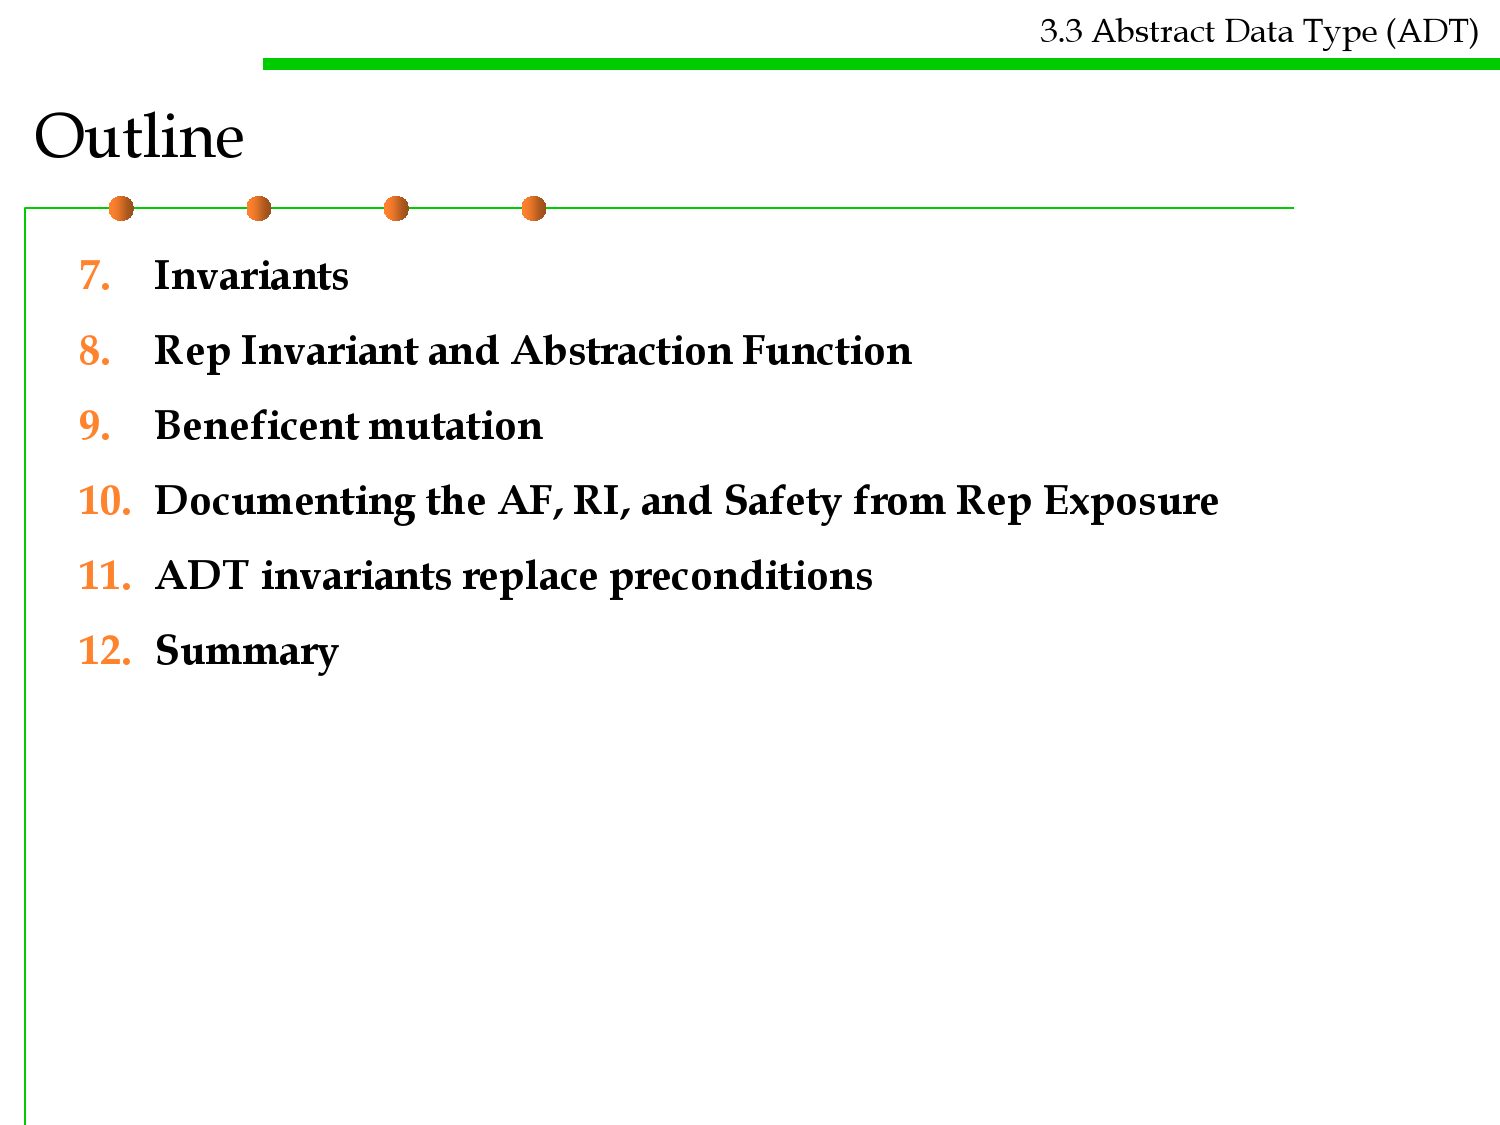 3.3 Abstract Data Type (ADT)
Outline
7. Invariants
8. Rep Invariant and Abstraction Function
9. Beneficent mutation
10. Documenting the AF, RI, and Safety from Rep Exposure
11. ADT invariants replace preconditions
12. Summary